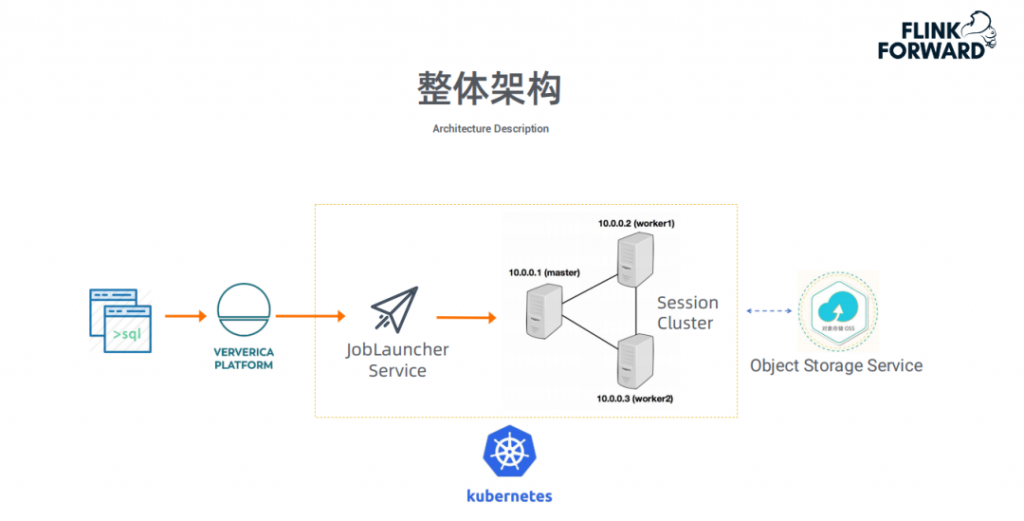 FLINK
FORWARD
整体架构
Architecture Description
10.0.0.2 (worker1)
10.0.0.1 (master)
Session
Cluster
>sql
VERVERICA
PLATFORM
JobLauncher
Service
对象存储 OSS
Object Storage Service
10.0.0.3 (worker2)
kubernetes